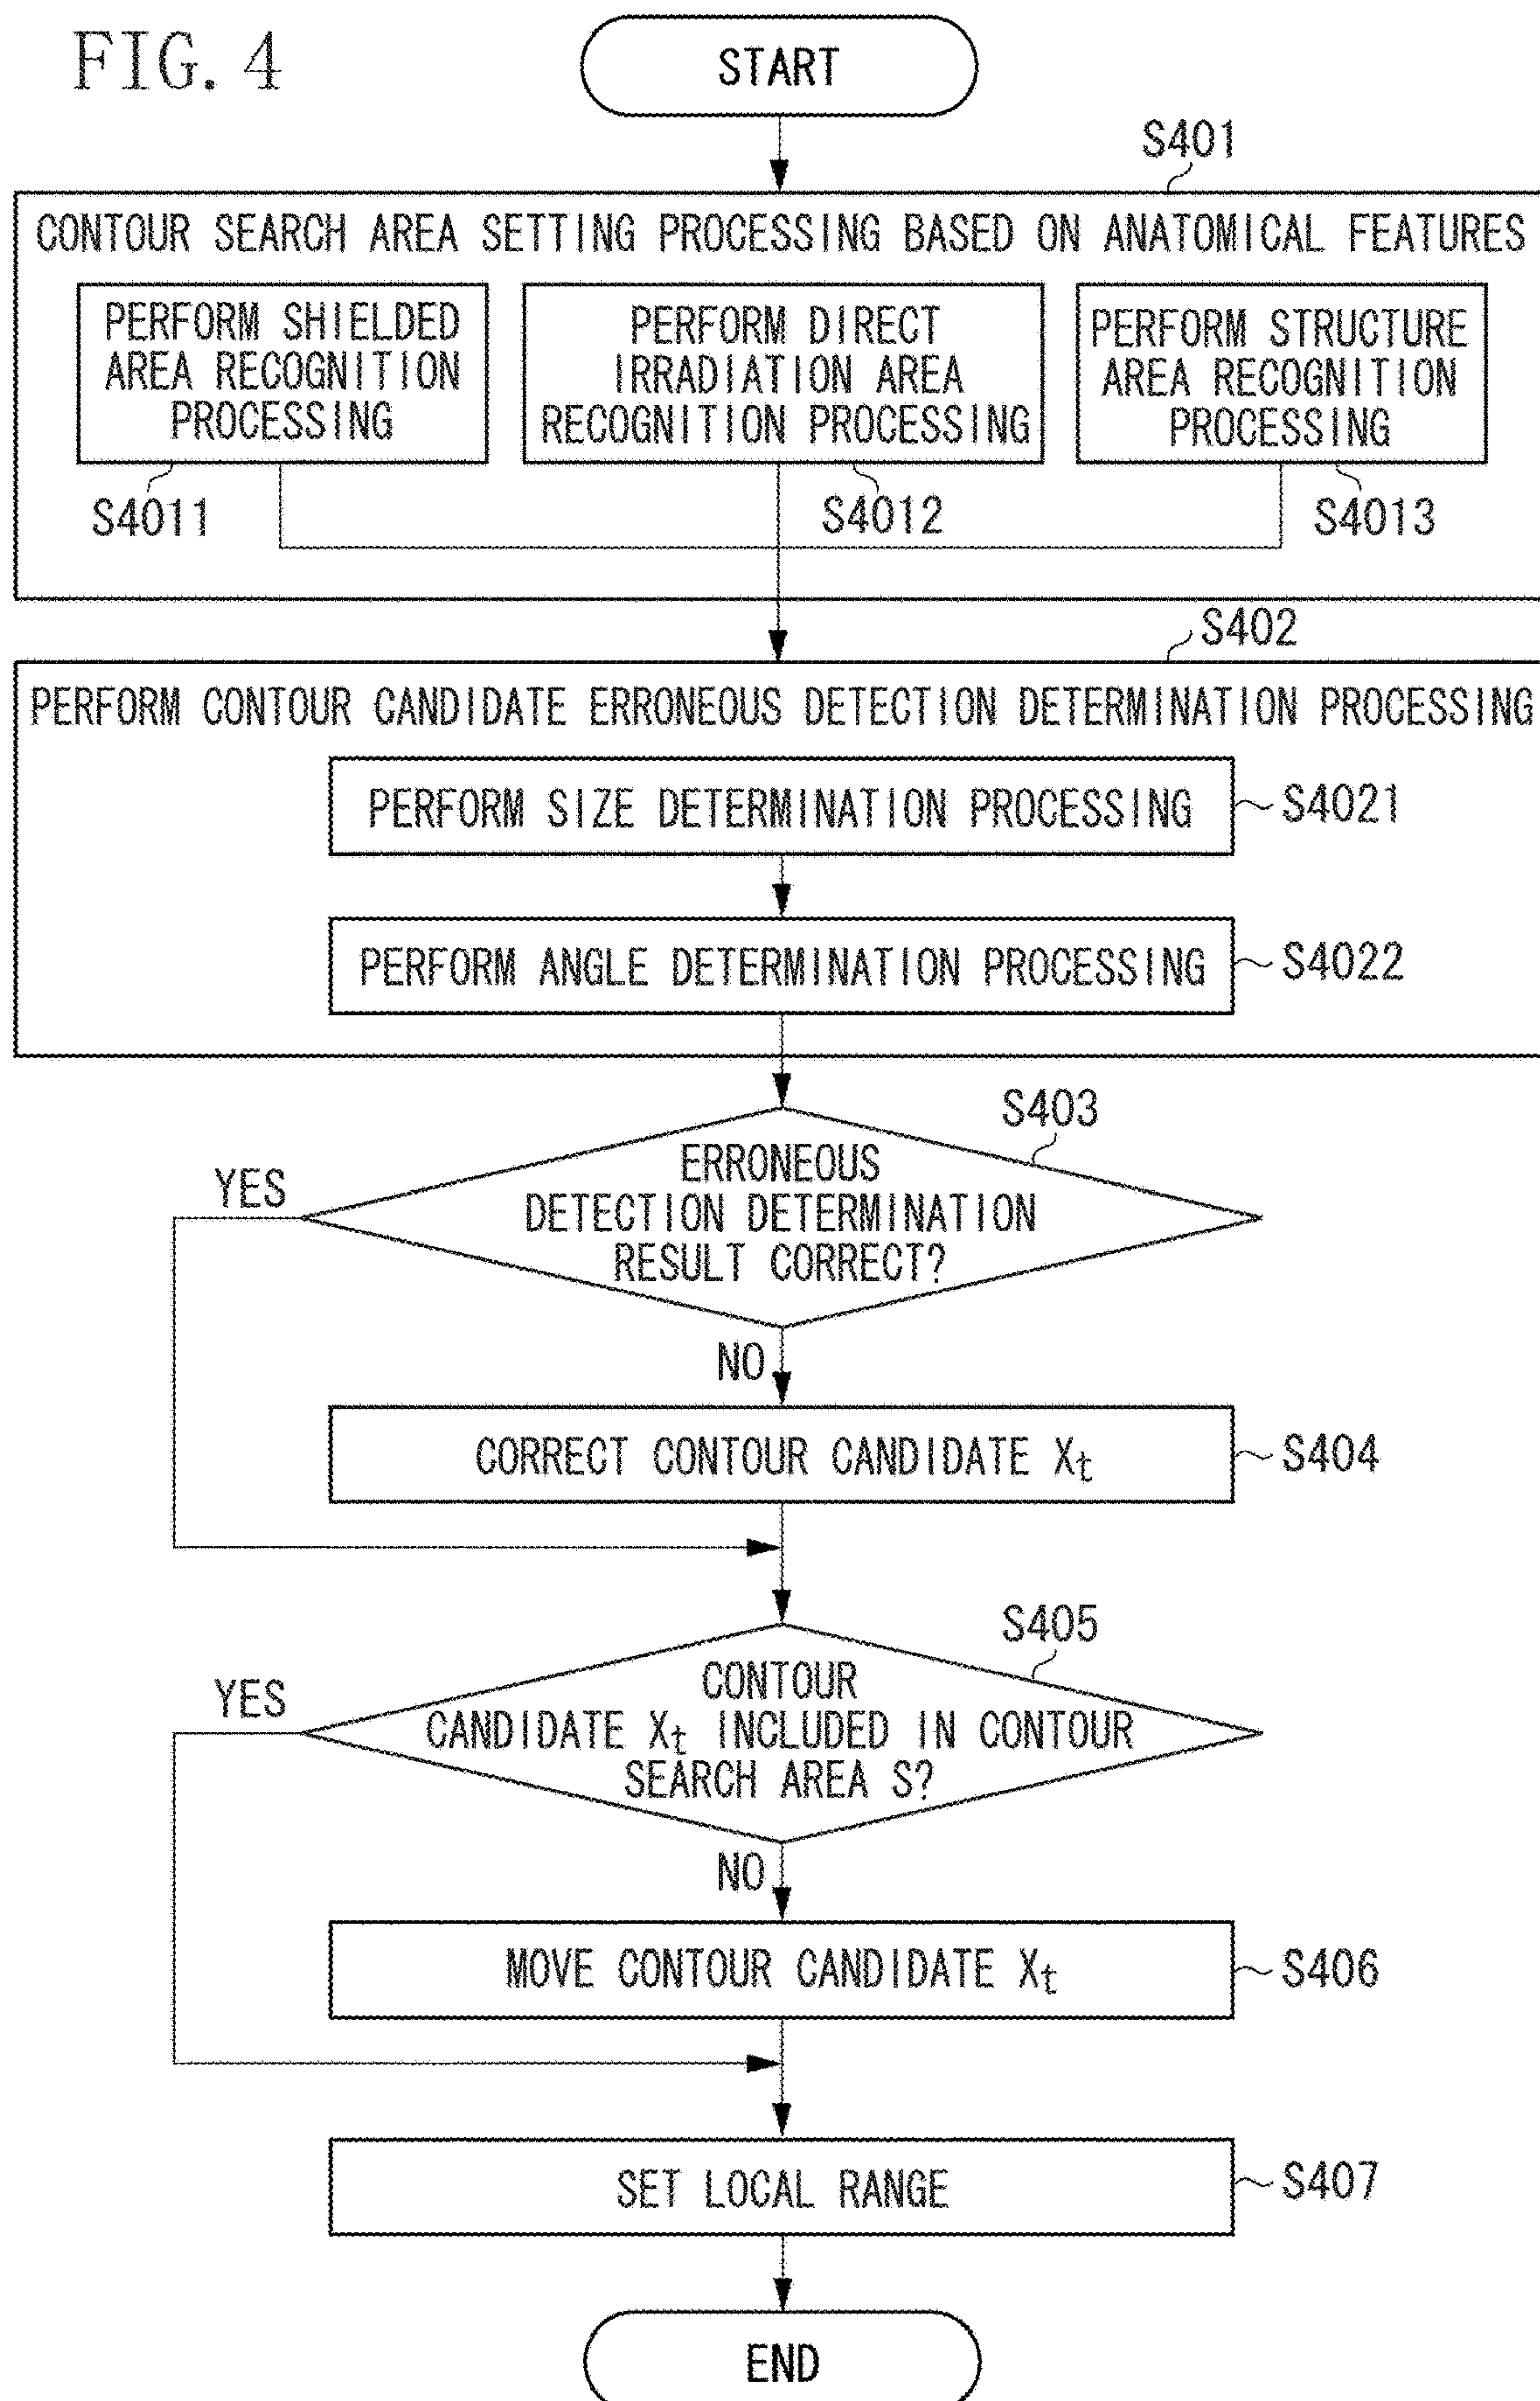 FIG. 4
START
S401
CONTOUR SEARCH AREA SETTING PROCESSING BASED ON ANATOMICAL FEATURES
PERFORM SHIELDED
AREA RECOGNITION
PROCESSING
S4011
PERFORM DIRECT
IRRADIATION AREA
RECOGNITION PROCESSING
S4012
PERFORM STRUCTURE
AREA RECOGNITION
PROCESSING
S4013
S402
PERFORM CONTOUR CANDIDATE ERRONEOUS DETECTION DETERMINATION PROCESSING
PERFORM SIZE DETERMINATION PROCESSING
S4021
PERFORM ANGLE DETERMINATION PROCESSING
S4022
S403
ERRONEOUS
DETECTION DETERMINATION
RESULT CORRECT?
YES
NO
CORRECT CONTOUR CANDIDATE Xt
S404
S405
CONTOUR
CANDIDATE Xt INCLUDED IN CONTOUR
SEARCH AREA S?
YES
NO
MOVE CONTOUR CANDIDATE Xt
S406
SET LOCAL RANGE
S407
END